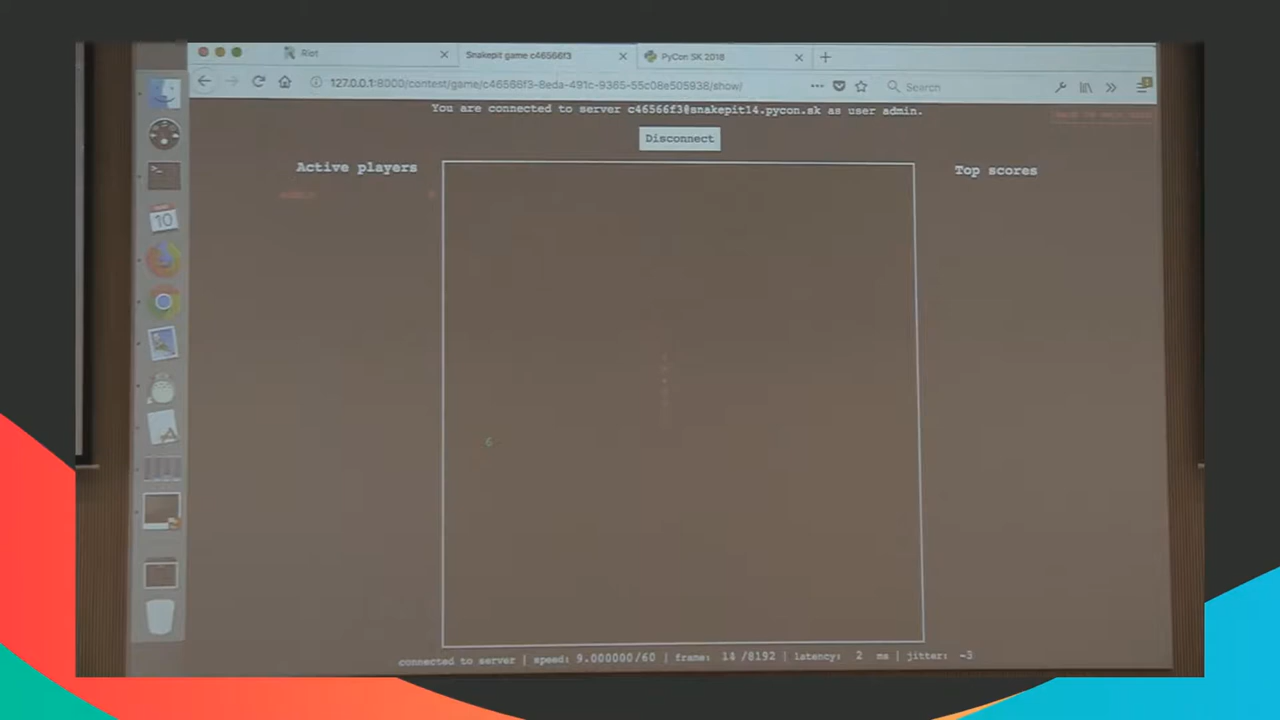 Riot
Snakepit game c46566f3
PyCon SK 2018
127.0.0.1:8000/contest/game/c46566f3-8eda-491c-9365-55c08e505938/show/
Search
You are connected to server c46566f3@snakepit14.pycon.sk as user admin.
Disconnect
Active players
Top scores
10
6
connected to server | speed: 9.000000/60 | frame: 14 /8192 | latency: 2 ms | jitter: -3